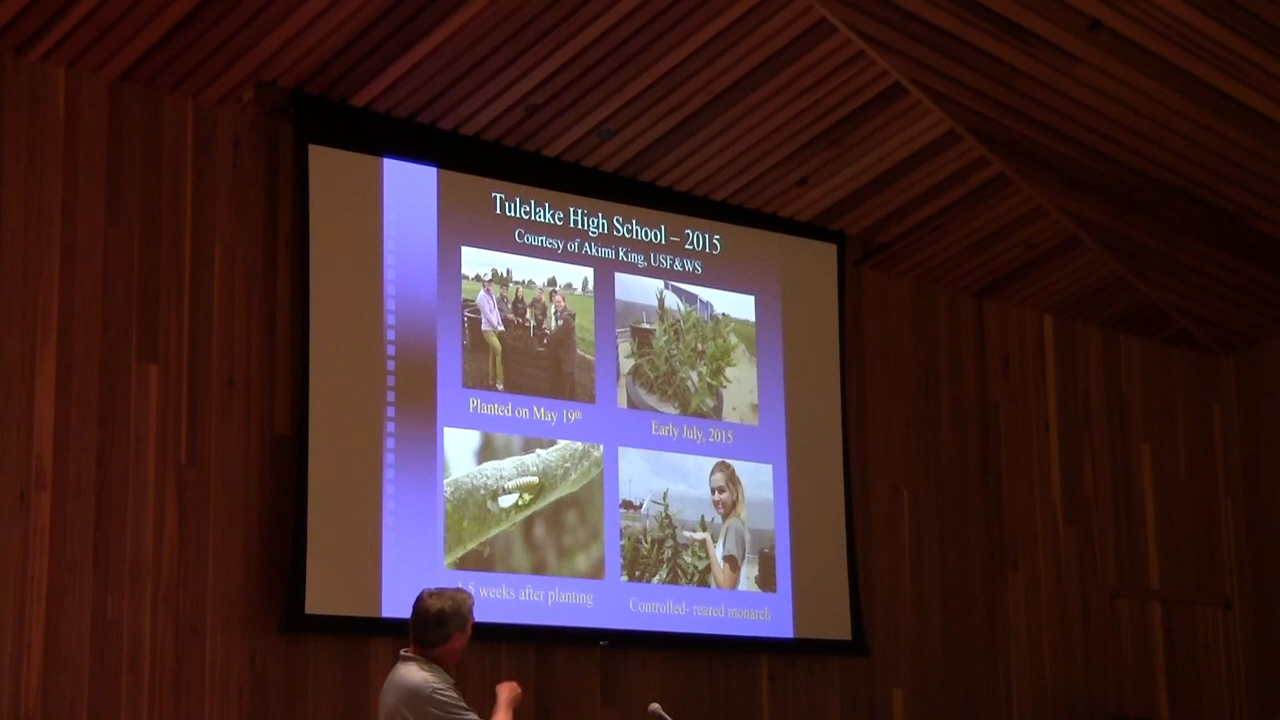 Tulelake High School – 2015
Courtesy of Akimi King, USF&WS
Planted on May 19th
Early July, 2015
5 weeks after planting
Controlled- reared monarch